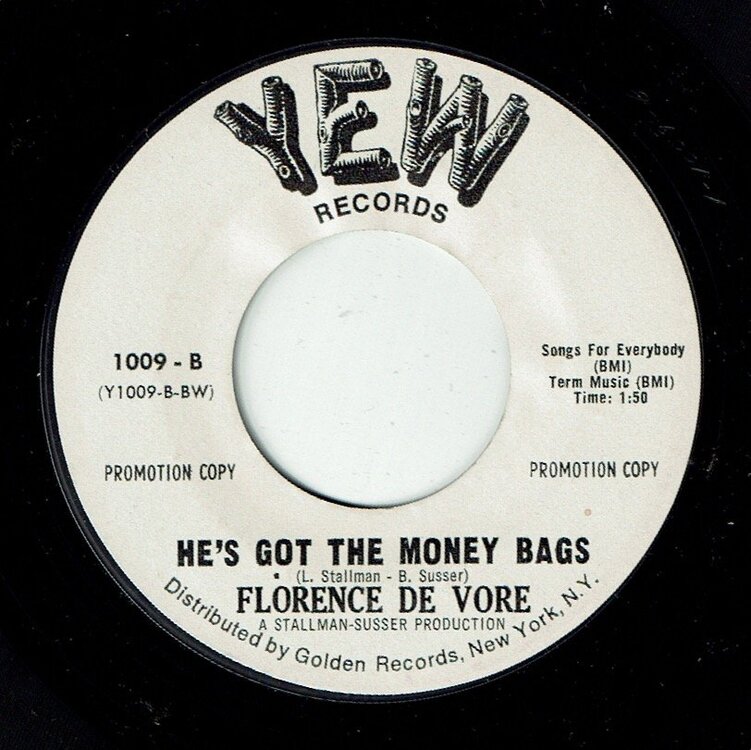 YEW
RECORDS
1009 - B
(Y1009-B-BW)
Songs For Everybody
(BMI)
Term Music (BMI)
Time: 1:50
PROMOTION COPY
PROMOTION COPY
HE'S GOT THE MONEY BAGS
(L. Stallman - B. Susser)
FLORENCE DE VORE
A STALLMAN-SUSSER PRODUCTION
Distributed by Golden Records, New York, N.Y.